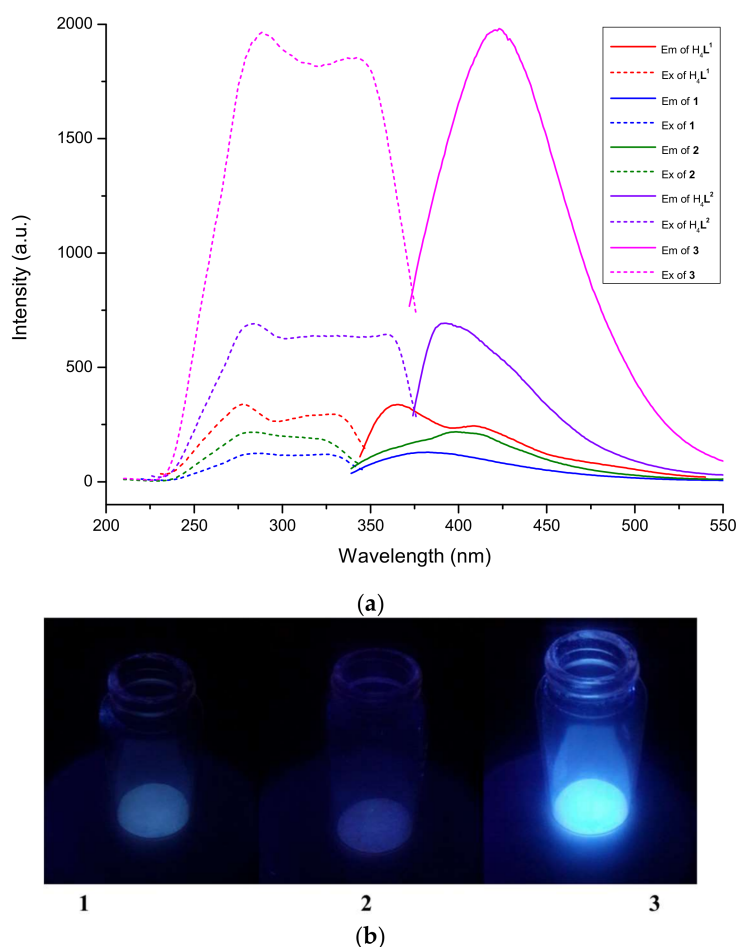 2000
1500
1000
500
0
Intensity (a.u.)
200 250 300 350 400 450 500 550
Wavelength (nm)
Em of H₄L¹
Ex of H₄L¹
Em of 1
Ex of 1
Em of 2
Ex of 2
Em of H₄L²
Ex of H₄L²
Em of 3
Ex of 3
(a)
1 2 3
(b)